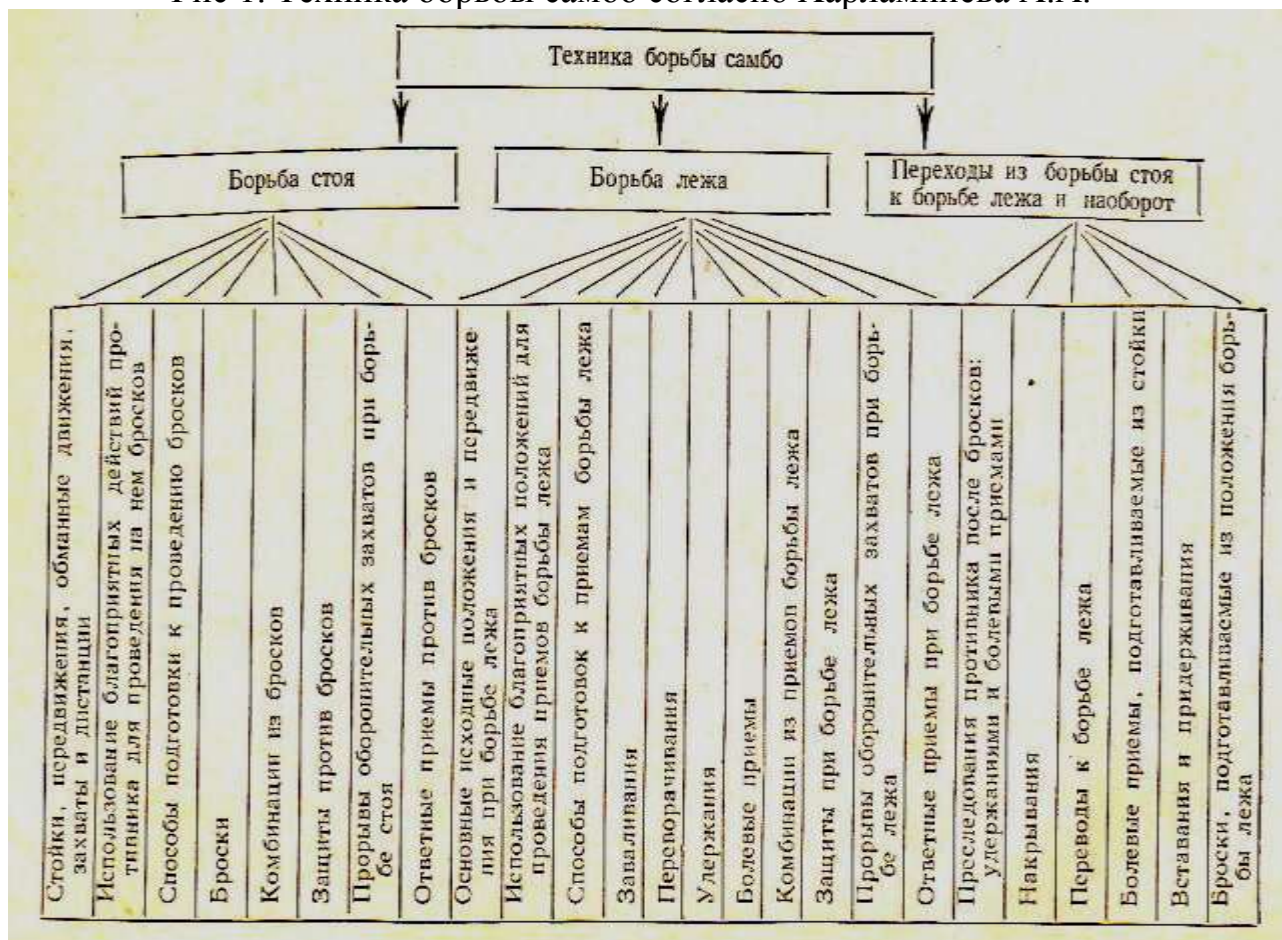 Рис 1. Техника борьбы самбо согласно Харлампиева А.А.
Техника борьбы самбо
Борьба стоя
Борьба лежа
Переходы из борьбы стоя
к борьбе лежа и наоборот
Стойки, передвижения, обманные движения,
захваты и дистанции
Использование благоприятных действий про-
тивника для проведения на нем бросков
Способы подготовки к проведению бросков
Броски
Комбинации из бросков
Защиты против бросков
Прорывы оборонительных захватов при борь-
бе стоя
Ответные приемы против бросков
Основные исходные положения и передвиже-
ния при борьбе лежа
Использование благоприятных положений для
проведения приемов борьбы лежа
Способы подготовок к приемам борьбы лежа
Заваливания
Переворачивания
Удержания
Болевые приемы
Комбинации из приемов борьбы лежа
Защиты при борьбе лежа
Прорывы оборонительных захватов при борь-
бе лежа
Ответные приемы при борьбе лежа
Преследования противника после бросков:
удержаниями и болевыми приемами
Накрывания
Переводы к борьбе лежа
Болевые приемы, подготавливаемые из стойки
Вставания и придерживания
Броски, подготавливаемые из положения борь-
бы лежа